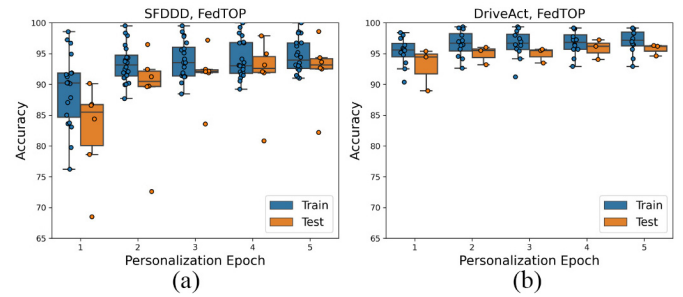 SFDDD, FedTOP
100
95
90
85
80
75
70
65
Accuracy
1 2 3 4 5
Personalization Epoch
Train
Test
(a)
DriveAct, FedTOP
100
95
90
85
80
75
70
65
Accuracy
1 2 3 4 5
Personalization Epoch
Train
Test
(b)